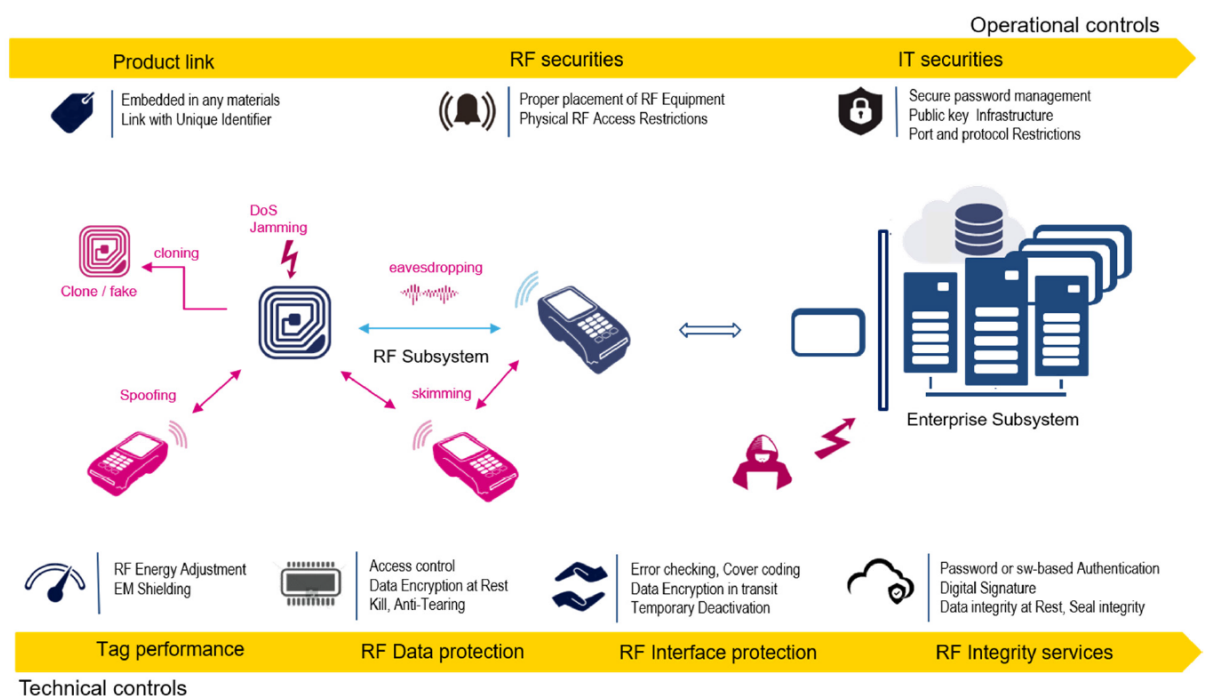 Operational controls
Product link
RF securities
IT securities
Embedded in any materials
Link with Unique Identifier
Proper placement of RF Equipment
Physical RF Access Restrictions
Secure password management
Public key Infrastructure
Port and protocol Restrictions
DoS
Jamming
cloning
Clone / fake
eavesdropping
RF Subsystem
Spoofing
skimming
Enterprise Subsystem
RF Energy Adjustment
EM Shielding
Access control
Data Encryption at Rest
Kill, Anti-Tearing
Error checking, Cover coding
Data Encryption in transit
Temporary Deactivation
Password or sw-based Authentication
Digital Signature
Data integrity at Rest, Seal integrity
Tag performance
RF Data protection
RF Interface protection
RF Integrity services
Technical controls